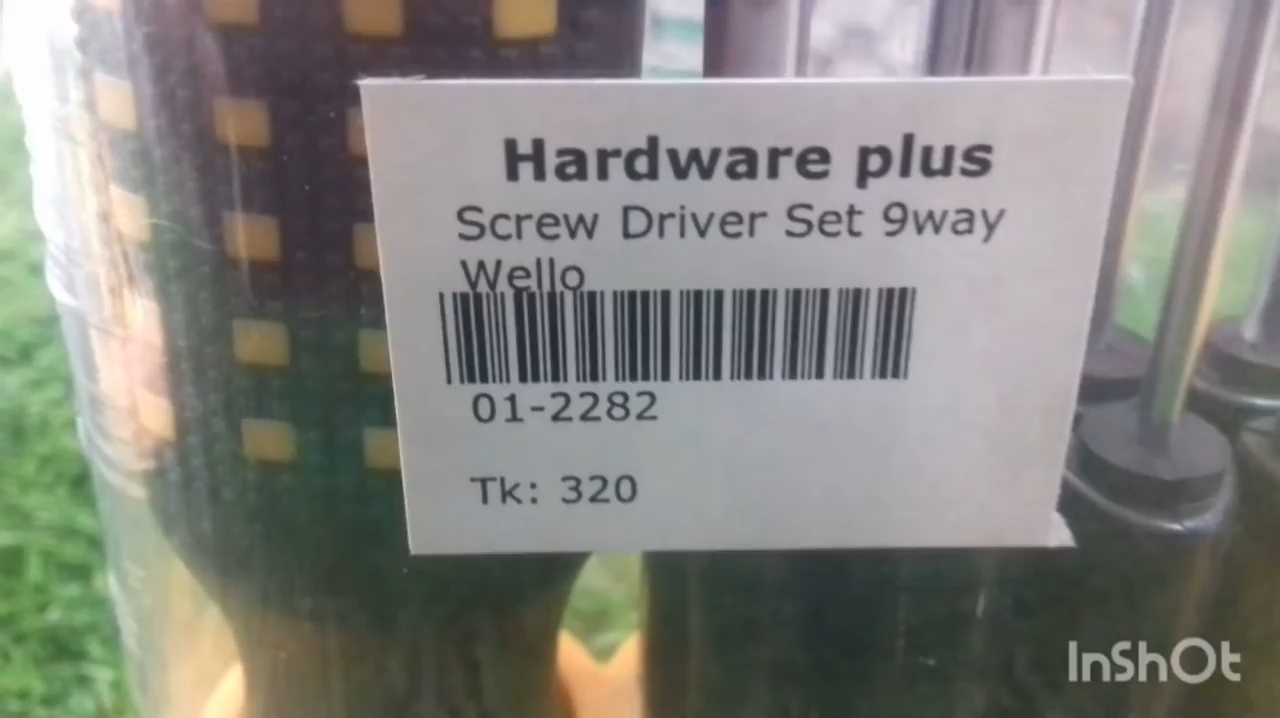 Hardware plus
Screw Driver Set 9way
Wello
01-2282
Tk: 320
InShOt